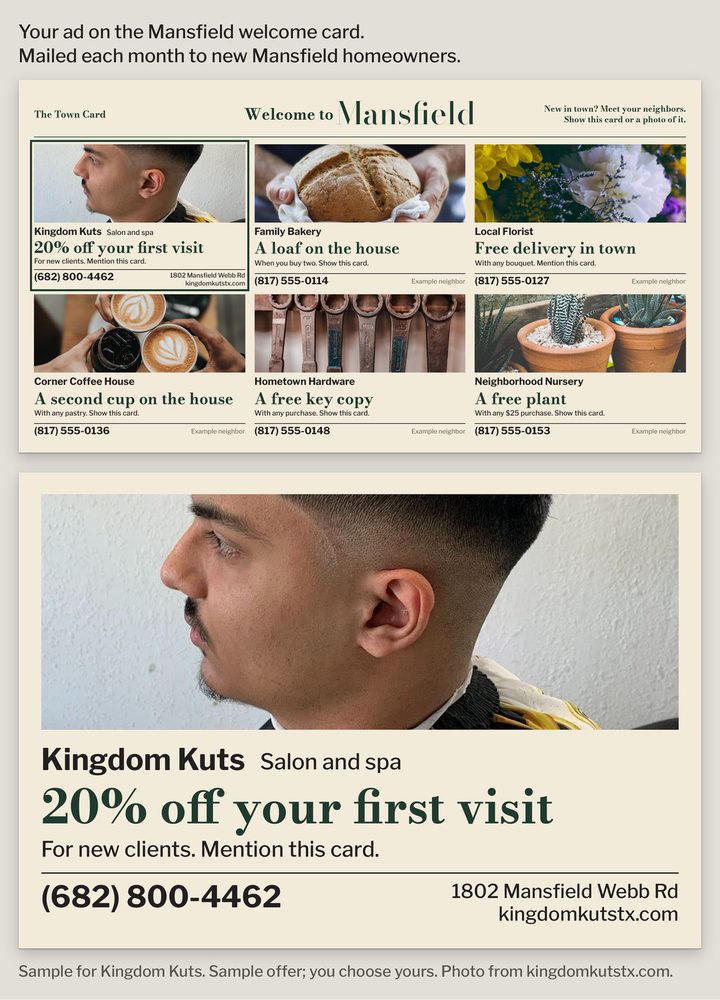 Your ad on the Mansfield welcome card.
Mailed each month to new Mansfield homeowners.
The Town Card
Welcome to Mansfield
New in town? Meet your neighbors.
Show this card or a photo of it.
Kingdom Kuts Salon and spa
20% off your first visit
For new clients. Mention this card.
(682) 800-4462
1802 Mansfield Webb Rd
kingdomkutstx.com
Family Bakery
A loaf on the house
When you buy two. Show this card.
(817) 555-0114
Example neighbor
Local Florist
Free delivery in town
With any bouquet. Mention this card.
(817) 555-0127
Example neighbor
Corner Coffee House
A second cup on the house
With any pastry. Show this card.
(817) 555-0136
Example neighbor
Hometown Hardware
A free key copy
With any purchase. Show this card.
(817) 555-0148
Example neighbor
Neighborhood Nursery
A free plant
With any $25 purchase. Show this card.
(817) 555-0153
Example neighbor
Kingdom Kuts Salon and spa
20% off your first visit
For new clients. Mention this card.
(682) 800-4462
1802 Mansfield Webb Rd
kingdomkutstx.com
Sample for Kingdom Kuts. Sample offer; you choose yours. Photo from kingdomkutstx.com.